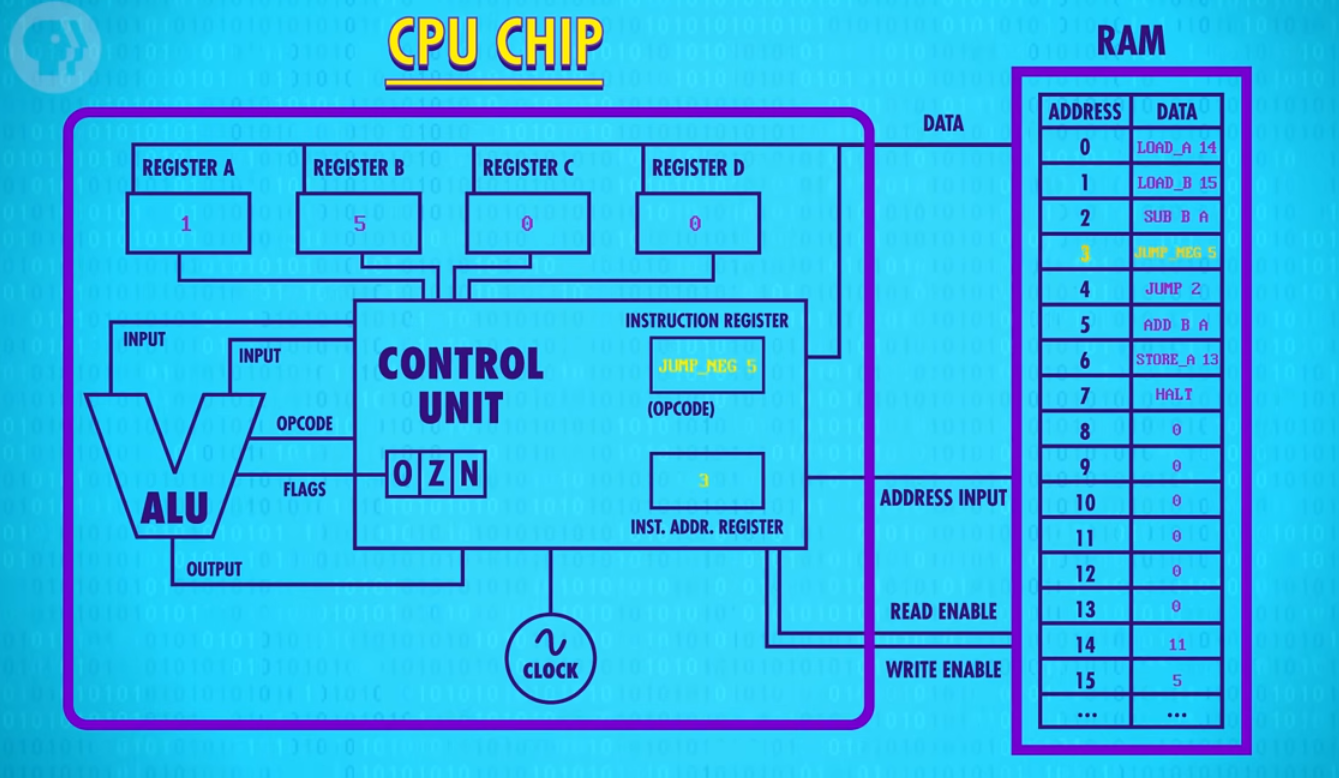 CPU CHIP
RAM
DATA
ADDRESS DATA
0 LOAD_A 14
1 LOAD_B 15
2 SUB B A
3 JUMP_NEG 5
4 JUMP 2
5 ADD B A
6 STORE_A 13
7 HALT
8 0
9 0
10 0
11 0
12 0
13 0
14 11
15 5
... ...
REGISTER A REGISTER B REGISTER C REGISTER D
1 5 0 0
INPUT
INPUT
OPCODE
FLAGS
ALU
OUTPUT
CONTROL
UNIT
O Z N
INSTRUCTION REGISTER
JUMP_NEG 5
(OPCODE)
3
INST. ADDR. REGISTER
CLOCK
ADDRESS INPUT
READ ENABLE
WRITE ENABLE